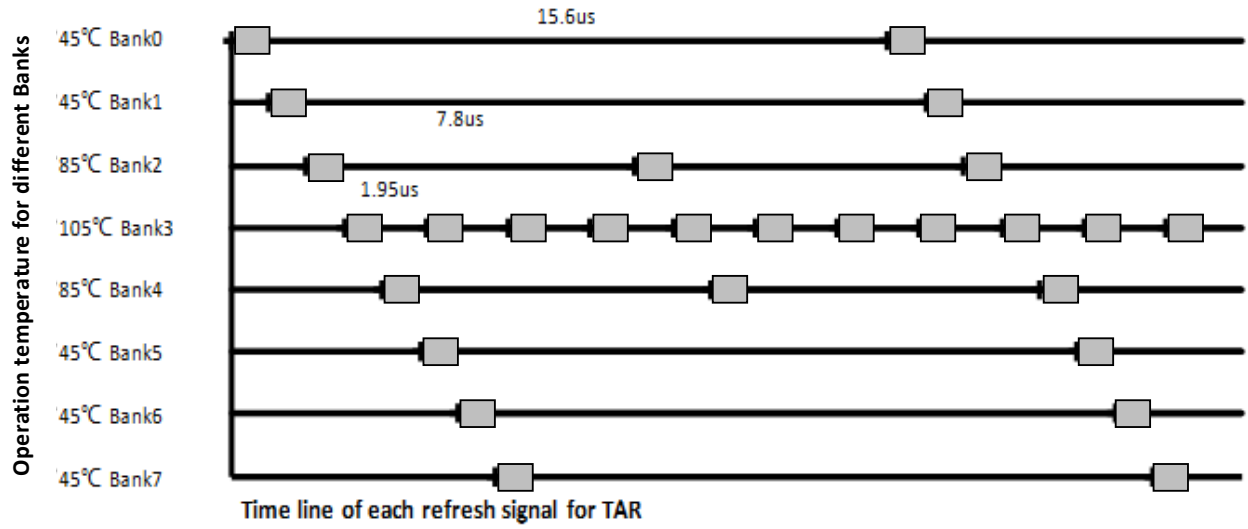 Operation temperature for different Banks
15.6us
'45℃ Bank0
'45℃ Bank1
7.8us
'85℃ Bank2
1.95us
'105℃ Bank3
'85℃ Bank4
'45℃ Bank5
'45℃ Bank6
'45℃ Bank7
Time line of each refresh signal for TAR